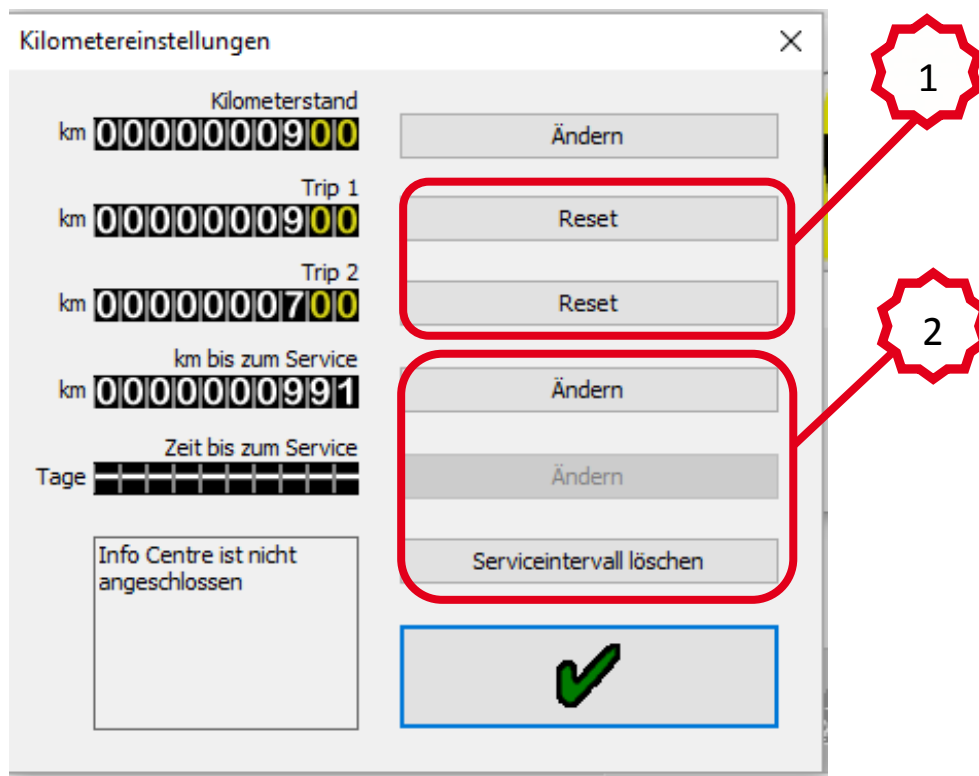 Kilometereinstellungen
1
Kilometerstand
km 0000000900
Ändern
Trip 1
km 0000000900
Reset
Trip 2
km 0000000700
Reset
2
km bis zum Service
km 0000000991
Ändern
Zeit bis zum Service
Tage
Ändern
Info Centre ist nicht
angeschlossen
Serviceintervall löschen